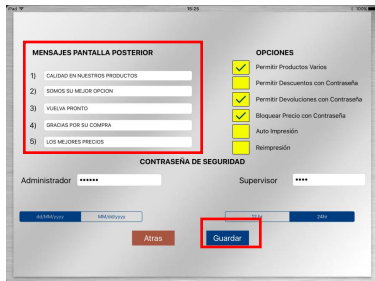 iPad
15:25
100%
MENSAJES PANTALLA POSTERIOR
1) CALIDAD EN NUESTROS PRODUCTOS
2) SOMOS SU MEJOR OPCION
3) VUELVA PRONTO
4) GRACIAS POR SU COMPRA
5) LOS MEJORES PRECIOS
OPCIONES
Permitir Productos Varios
Permitir Descuentos con Contraseña
Permitir Devoluciones con Contraseña
Bloquear Precio con Contraseña
Auto Impresión
Reimpresión
CONTRASEÑA DE SEGURIDAD
Administrador ••••••
Supervisor ••••
dd/MM/yyyy MM/dd/yyyy
24hr
Atras
Guardar